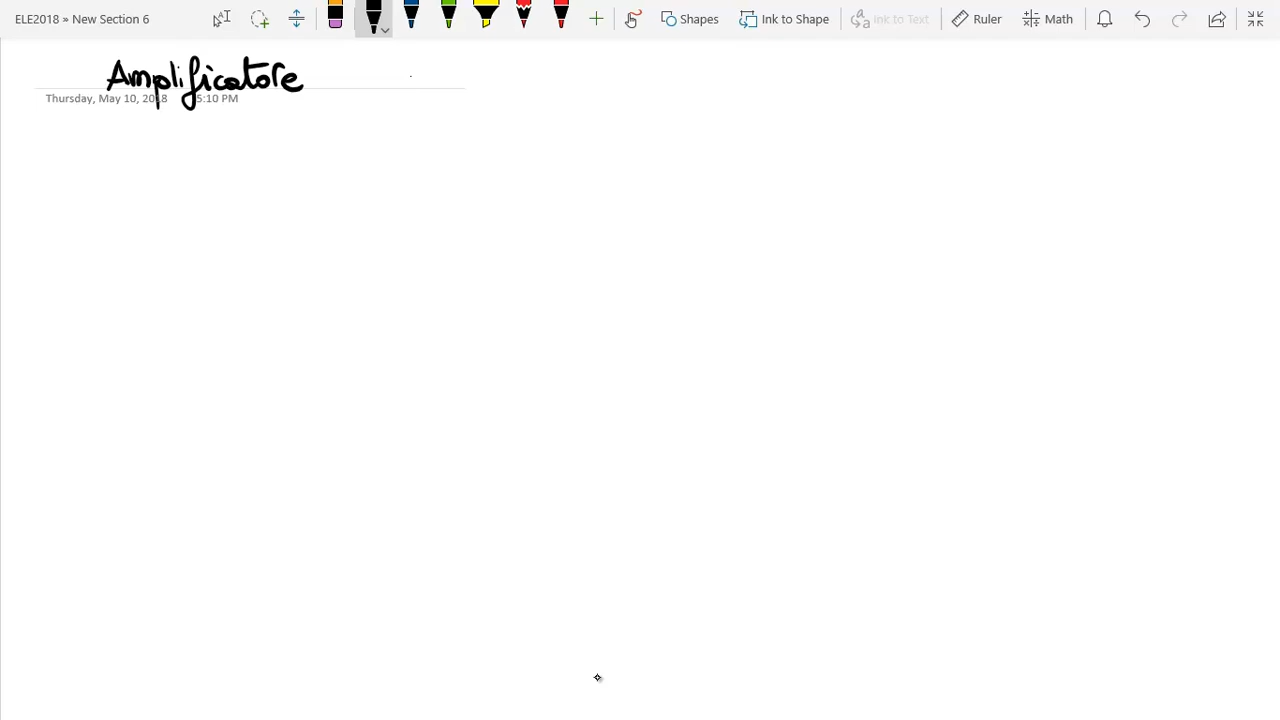 ELE2018 » New Section 6
Shapes
Ink to Shape
Ink to Text
Ruler
Math
Amplificatore
Thursday, May 10, 2018 5:10 PM